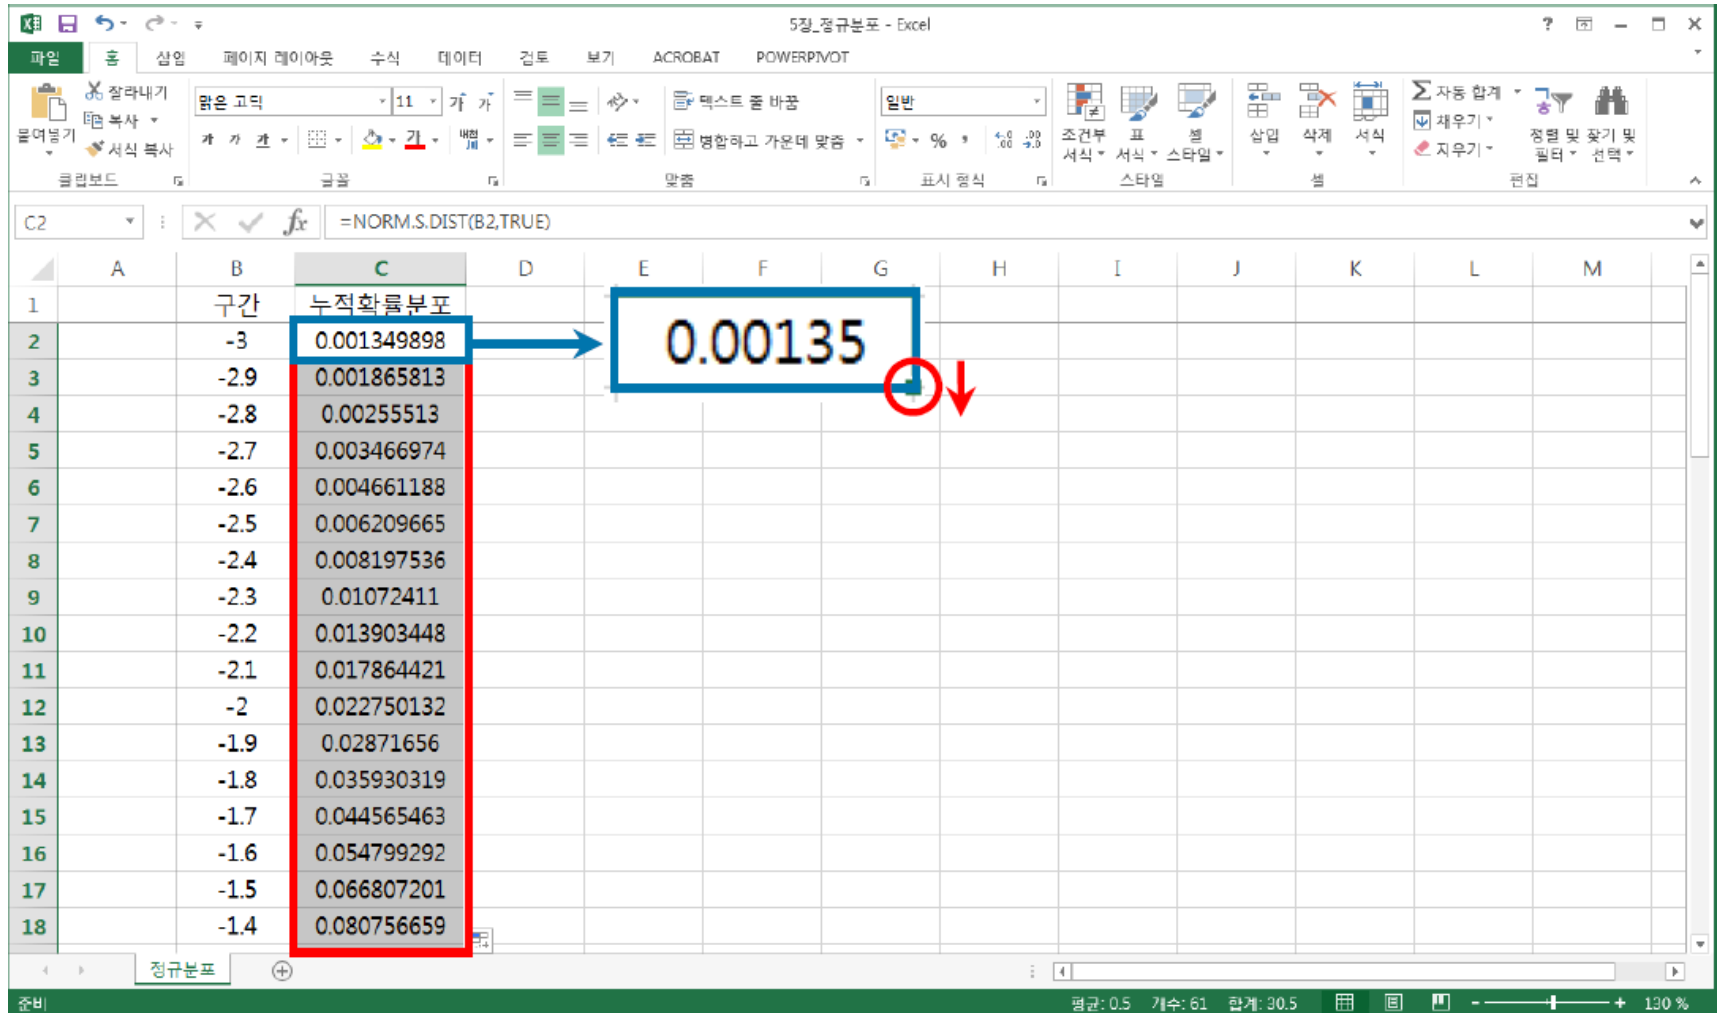 5장_정규분포 - Excel
파일 홈 삽입 페이지 레이아웃 수식 데이터 검토 보기 ACROBAT POWERPIVOT
붙여넣기 잘라내기 복사 서식 복사
맑은 고딕 11 가 가
가 가 가 가 내천
텍스트 줄 바꿈
병합하고 가운데 맞춤
일반
%
조건부 서식 표 서식 셀 스타일
삽입 삭제 서식
자동 합계
채우기
지우기
정렬 및 필터 찾기 및 선택
클립보드 글꼴 맞춤 표시 형식 스타일 셀 편집
C2 fx =NORM.S.DIST(B2,TRUE)
A B C D E F G H I J K L M
1 구간 누적확률분포
2 -3 0.001349898 0.00135
3 -2.9 0.001865813
4 -2.8 0.00255513
5 -2.7 0.003466974
6 -2.6 0.004661188
7 -2.5 0.006209665
8 -2.4 0.008197536
9 -2.3 0.01072411
10 -2.2 0.013903448
11 -2.1 0.017864421
12 -2 0.022750132
13 -1.9 0.02871656
14 -1.8 0.035930319
15 -1.7 0.044565463
16 -1.6 0.054799292
17 -1.5 0.066807201
18 -1.4 0.080756659
정규분포
준비 평균: 0.5 개수: 61 합계: 30.5 130 %